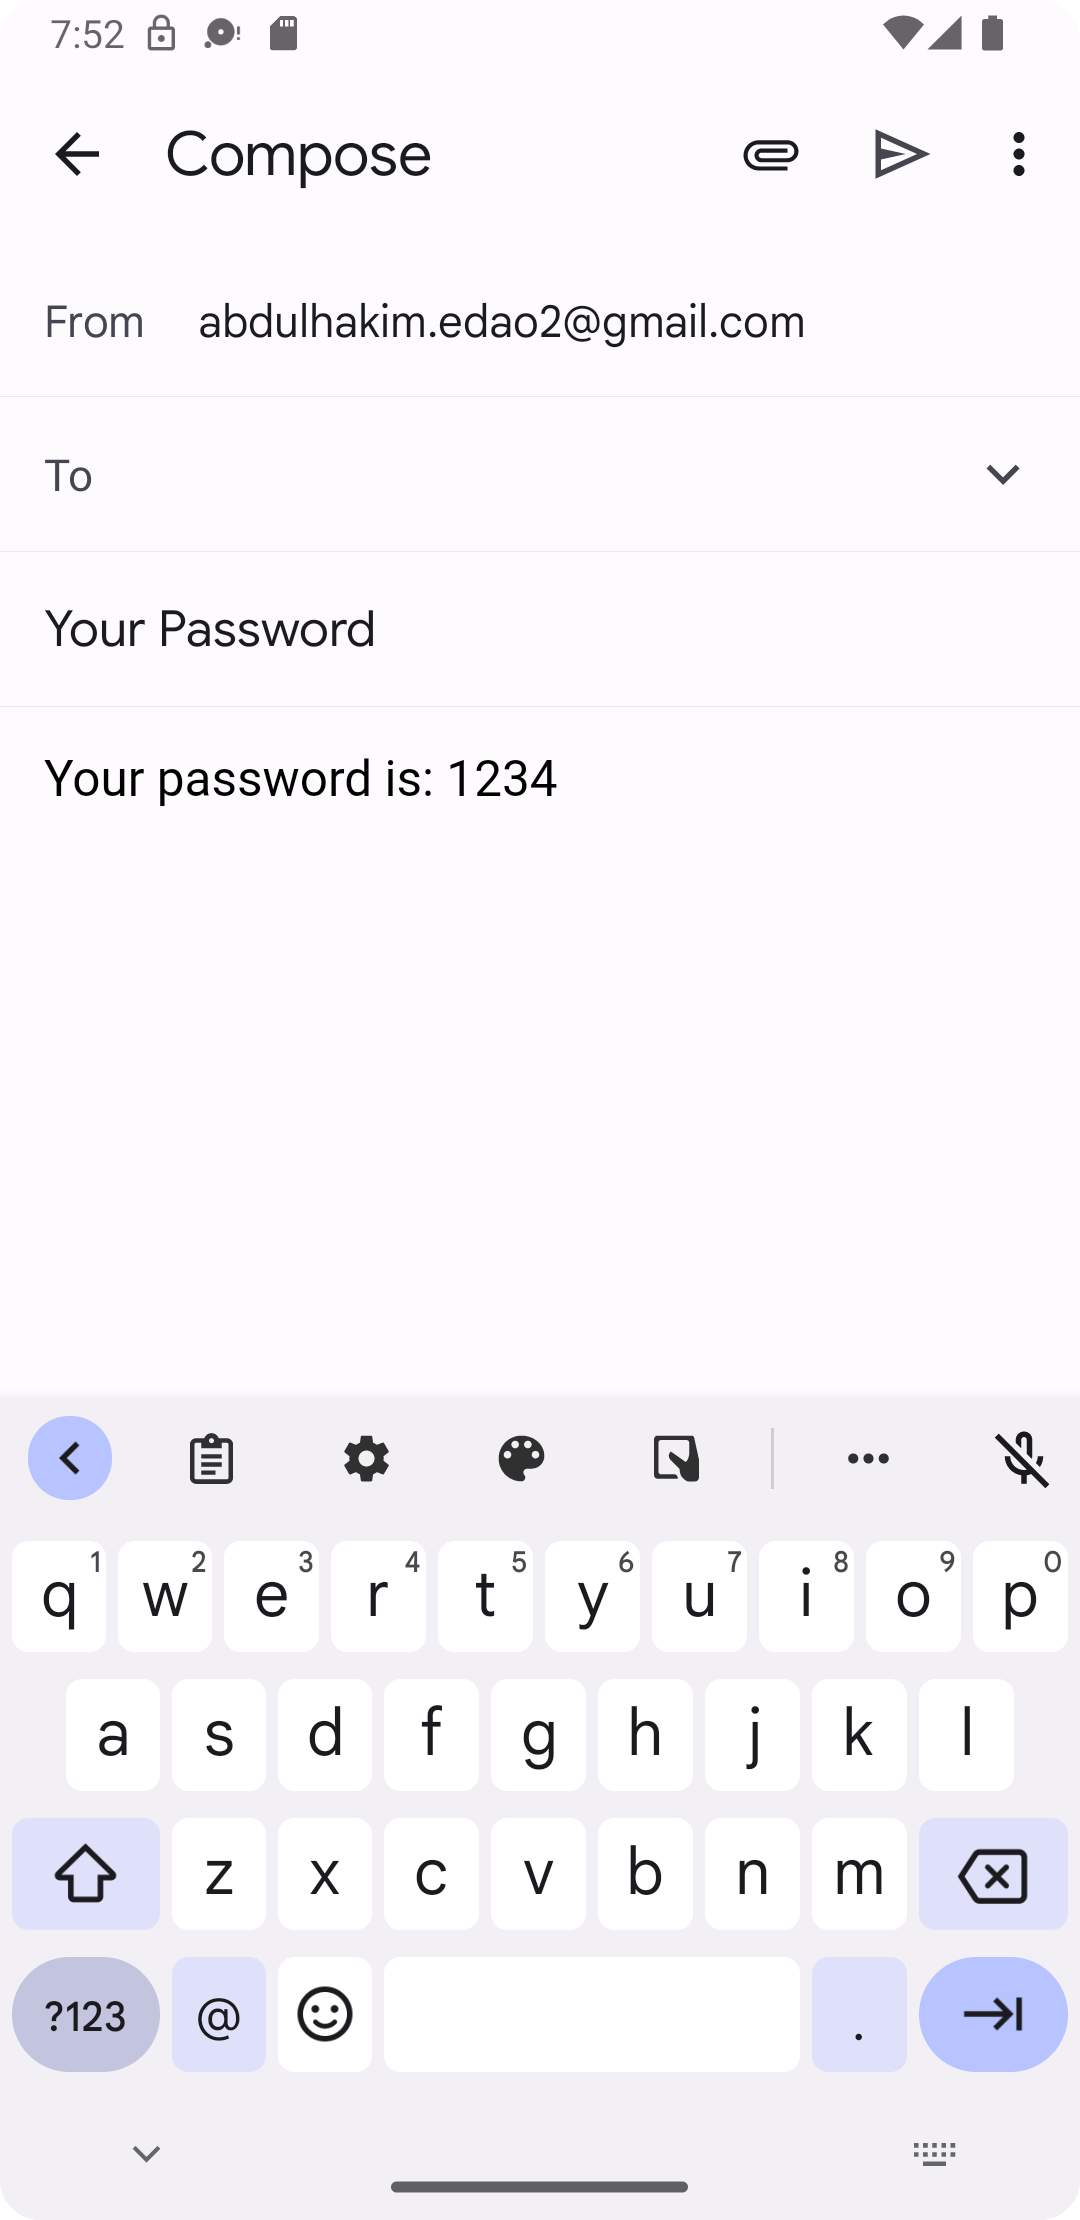 7:52
Compose
From abdulhakim.edao2@gmail.com
To
Your Password
Your password is: 1234
q 1 w 2 e 3 r 4 t 5 y 6 u 7 i 8 o 9 p 0
a s d f g h j k l
z x c v b n m
?123 @ .